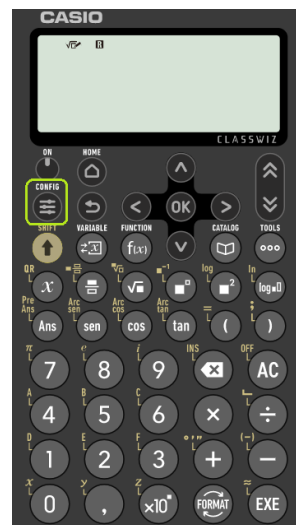 CASIO
√▱ R
CLASSWIZ
ON HOME
CONFIG
OK
SHIFT VARIABLE FUNCTION CATALOG TOOLS
f(x)
QR log ln
x √▫ ■▫ ■² log■▯
Pre Ans Arc sen Arc cos Arc tan = ;
Ans sen cos tan ( )
π e i INS OFF
7 8 9 AC
A B C
4 5 6 × ÷
D E F °′″ (−)
1 2 3 + −
x y z ≈
0 , ×10▫ FORMAT EXE